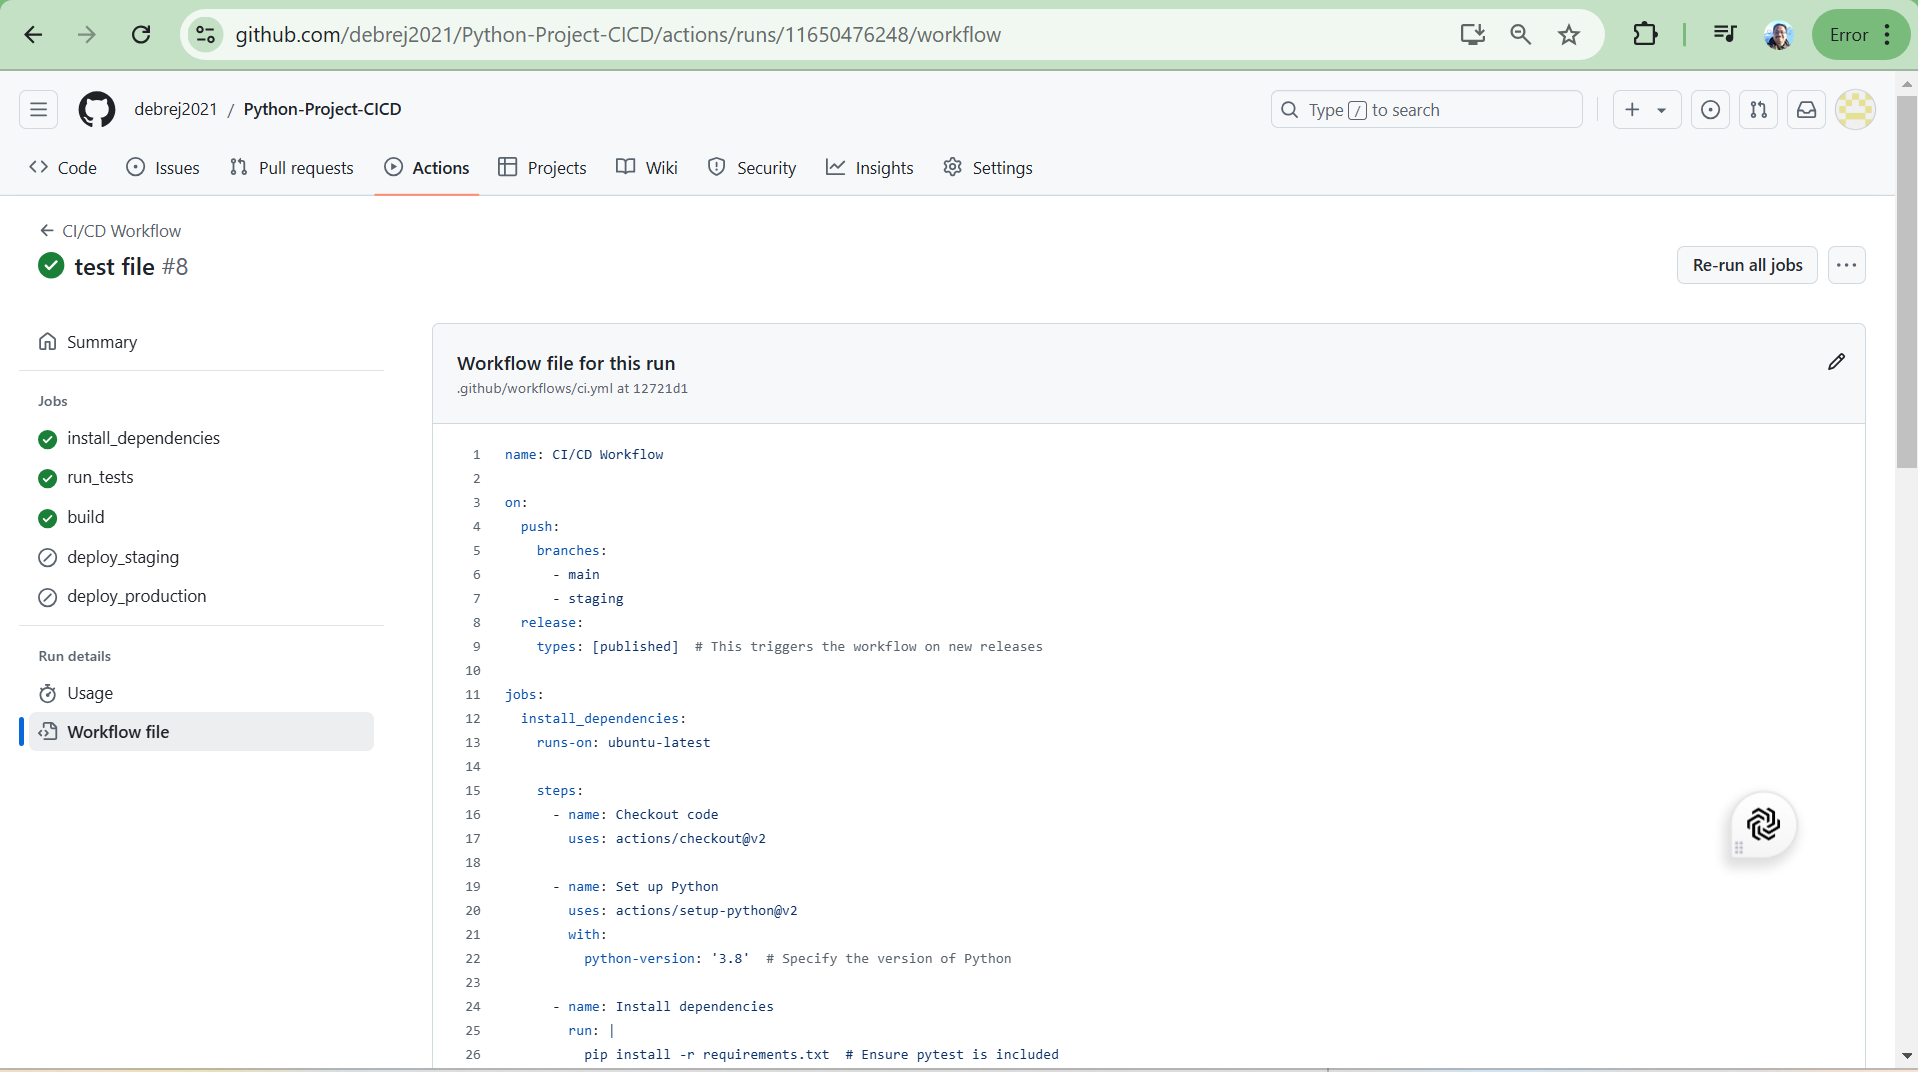 github.com/debrej2021/Python-Project-CICD/actions/runs/11650476248/workflow
Error
debrej2021 / Python-Project-CICD
Type / to search
Code
Issues
Pull requests
Actions
Projects
Wiki
Security
Insights
Settings
CI/CD Workflow
test file #8
Re-run all jobs
Summary
Jobs
install_dependencies
run_tests
build
deploy_staging
deploy_production
Run details
Usage
Workflow file
Workflow file for this run
.github/workflows/ci.yml at 12721d1
1 name: CI/CD Workflow
2
3 on:
4 push:
5 branches:
6 - main
7 - staging
8 release:
9 types: [published] # This triggers the workflow on new releases
10
11 jobs:
12 install_dependencies:
13 runs-on: ubuntu-latest
14
15 steps:
16 - name: Checkout code
17 uses: actions/checkout@v2
18
19 - name: Set up Python
20 uses: actions/setup-python@v2
21 with:
22 python-version: '3.8' # Specify the version of Python
23
24 - name: Install dependencies
25 run: |
26 pip install -r requirements.txt # Ensure pytest is included